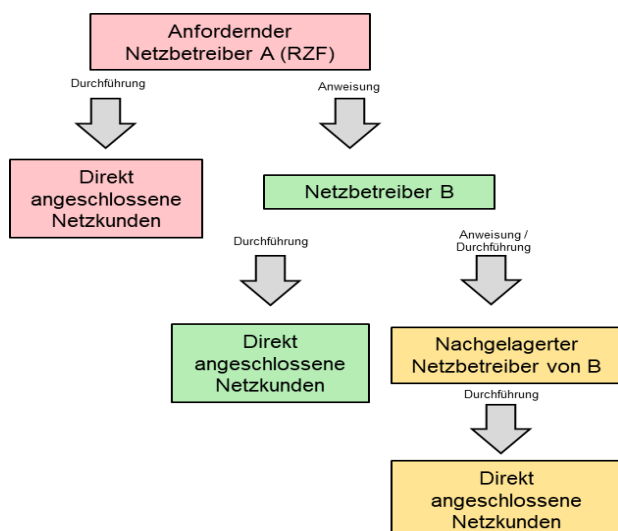 Anfordernder
Netzbetreiber A (RZF)
Durchführung
Anweisung
Direkt
angeschlossene
Netzkunden
Netzbetreiber B
Durchführung
Anweisung /
Durchführung
Direkt
angeschlossene
Netzkunden
Nachgelagerter
Netzbetreiber von B
Durchführung
Direkt
angeschlossene
Netzkunden